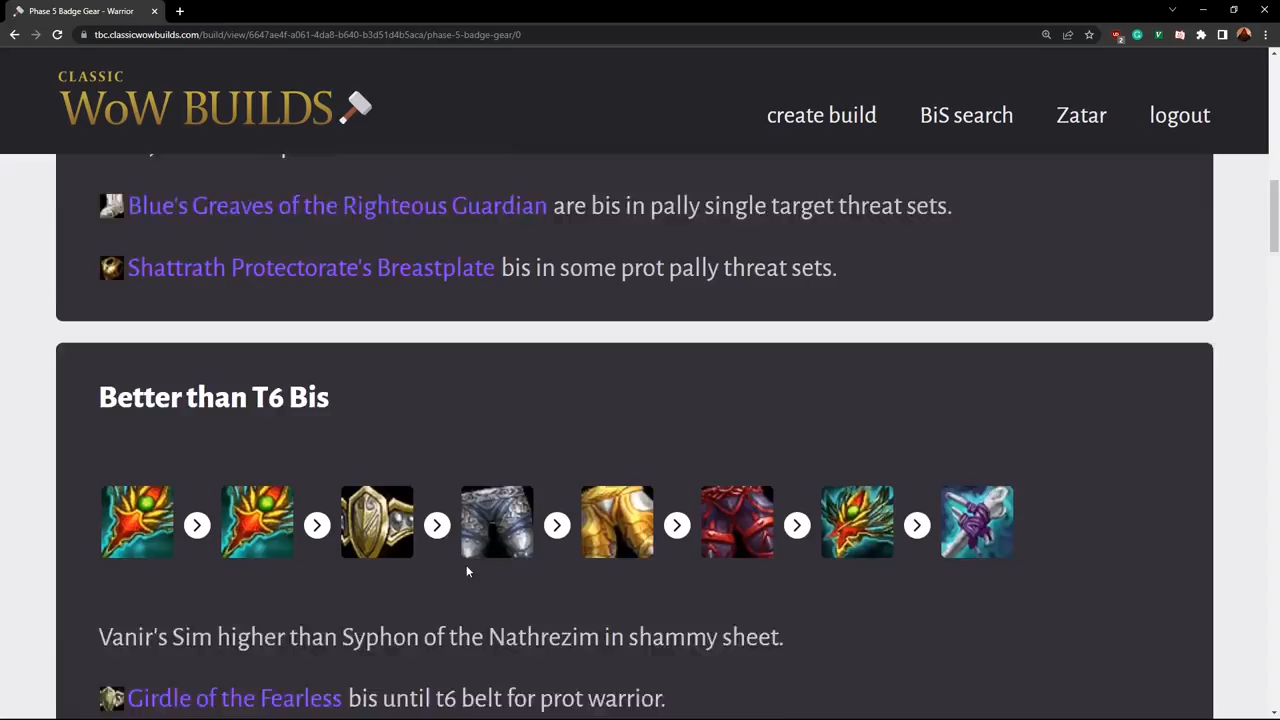 Phase 5 Badge Gear - Warrior
tbc.classicwowbuilds.com/build/view/6647ae4f-a061-4da8-b640-b3d51d4b5aca/phase-5-badge-gear/0
CLASSIC
WoW BUILDS
create build
BiS search
Zatar
logout
Blue's Greaves of the Righteous Guardian are bis in pally single target threat sets.
Shattrath Protectorate's Breastplate bis in some prot pally threat sets.
Better than T6 Bis
Vanir's Sim higher than Syphon of the Nathrezim in shammy sheet.
Girdle of the Fearless bis until t6 belt for prot warrior.